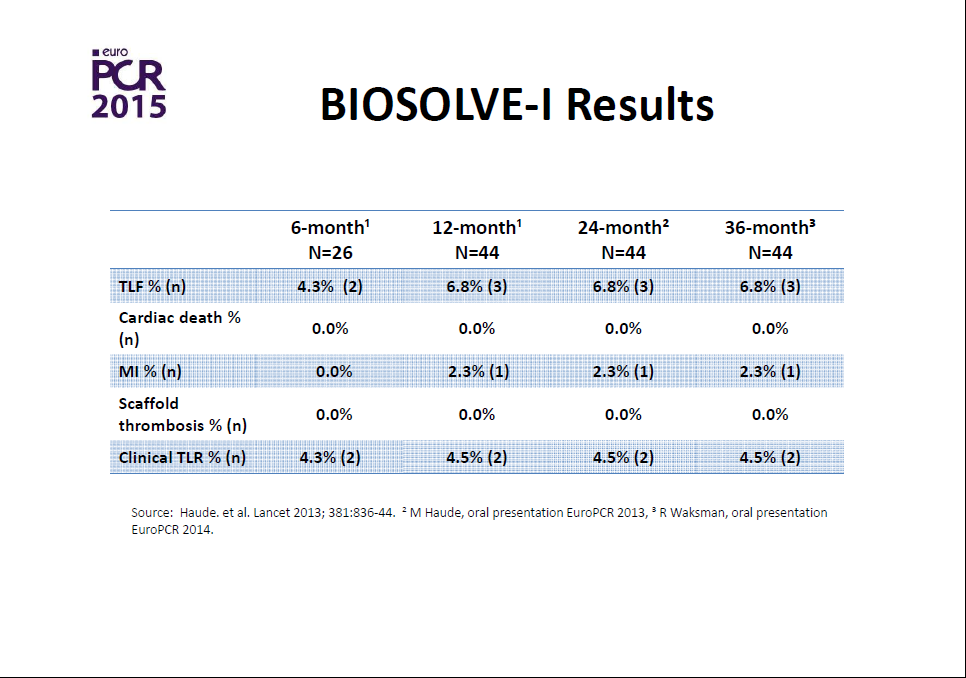 euro
PCR
2015
BIOSOLVE-I Results
6-month¹ 12-month¹ 24-month² 36-month³
N=26 N=44 N=44 N=44
TLF % (n) 4.3% (2) 6.8% (3) 6.8% (3) 6.8% (3)
Cardiac death %
(n) 0.0% 0.0% 0.0% 0.0%
MI % (n) 0.0% 2.3% (1) 2.3% (1) 2.3% (1)
Scaffold
thrombosis % (n) 0.0% 0.0% 0.0% 0.0%
Clinical TLR % (n) 4.3% (2) 4.5% (2) 4.5% (2) 4.5% (2)
Source: Haude. et al. Lancet 2013; 381:836-44. ² M Haude, oral presentation EuroPCR 2013, ³ R Waksman, oral presentation
EuroPCR 2014.